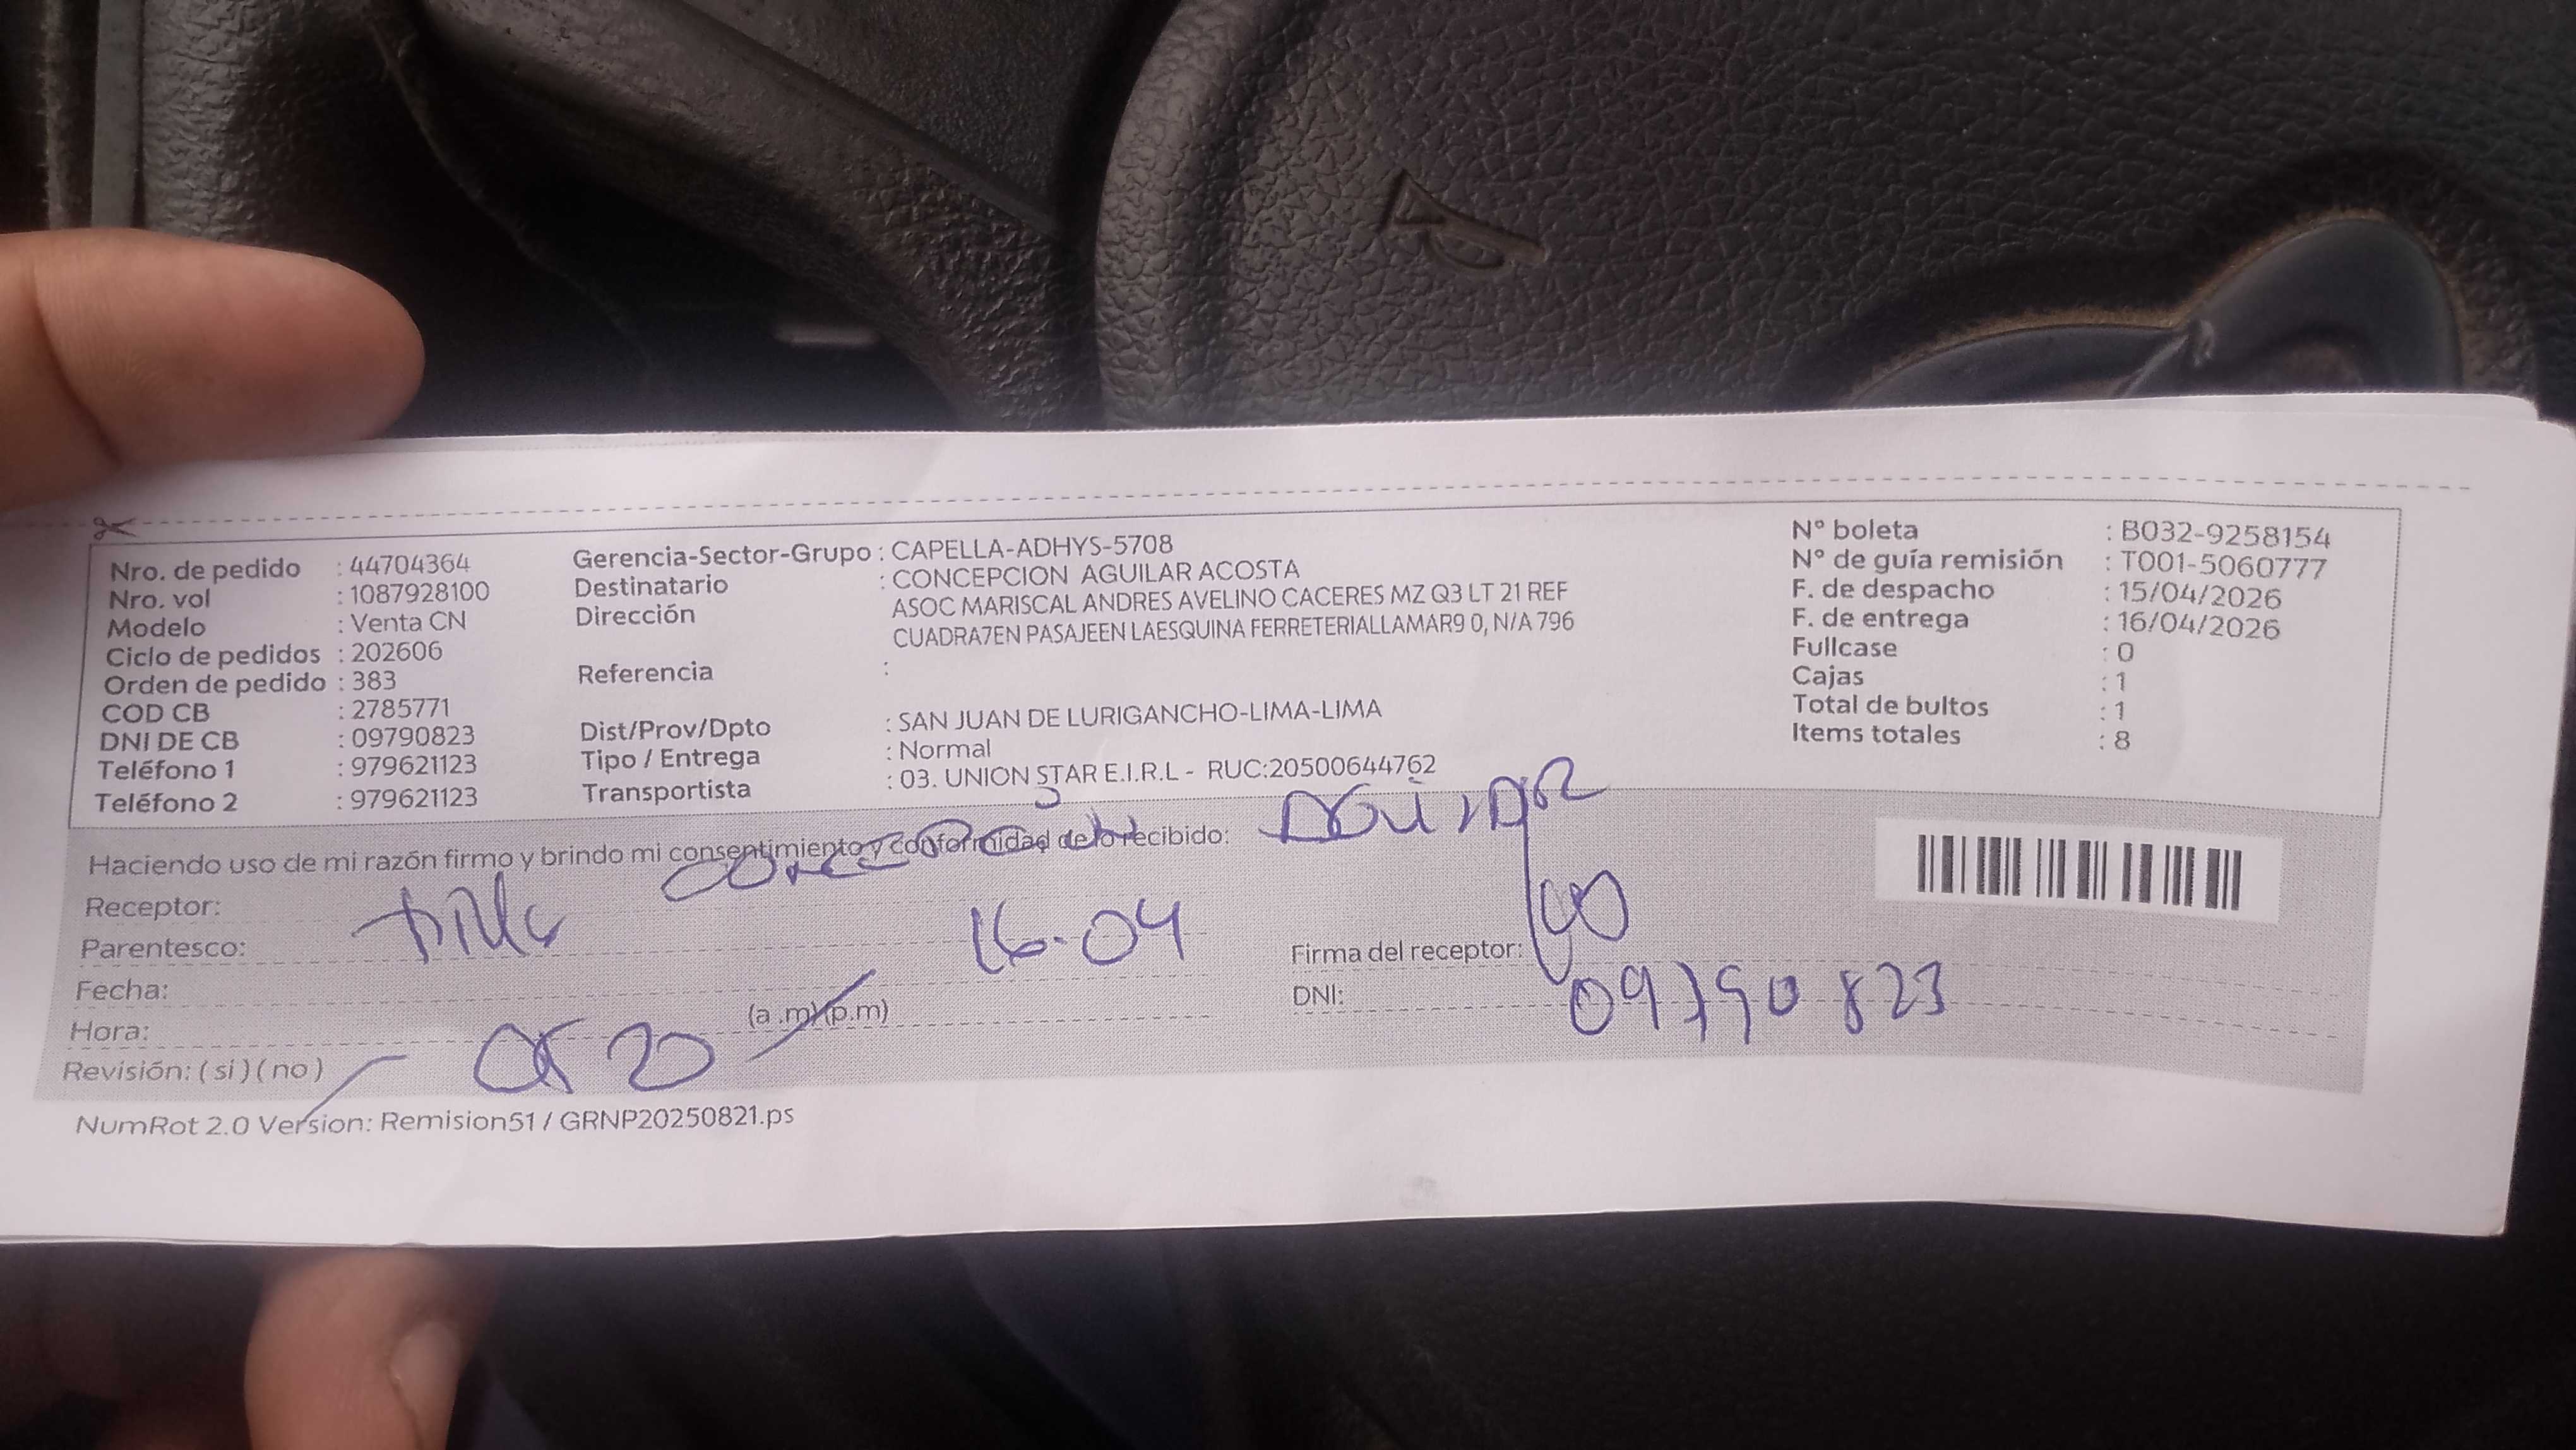 Nro. de pedido : 44704364
Nro. vol : 1087928100
Modelo : Venta CN
Ciclo de pedidos : 202606
Orden de pedido : 383
COD CB : 2785771
DNI DE CB : 09790823
Teléfono 1 : 979621123
Teléfono 2 : 979621123
Gerencia-Sector-Grupo : CAPELLA-ADHYS-5708
Destinatario : CONCEPCION AGUILAR ACOSTA
Dirección ASOC MARISCAL ANDRES AVELINO CACERES MZ Q3 LT 21 REF
CUADRA7EN PASAJEEN LAESQUINA FERRETERIALLAMAR9 0, N/A 796
Referencia :
Dist/Prov/Dpto : SAN JUAN DE LURIGANCHO-LIMA-LIMA
Tipo / Entrega : Normal
Transportista : 03. UNION STAR E.I.R.L - RUC:20500644762
N° boleta : B032-9258154
N° de guía remisión : T001-5060777
F. de despacho : 15/04/2026
F. de entrega : 16/04/2026
Fullcase : 0
Cajas : 1
Total de bultos : 1
Items totales : 8
Haciendo uso de mi razón firmo y brindo mi consentimiento y conformidad de lo recibido:
Receptor: Concepcion Aguilar
Parentesco:
Fecha: 16-04
Hora: (a.m)(p.m)
Revisión: (si)(no)
Firma del receptor:
DNI: 09790823
NumRot 2.0 Version: Remision51 / GRNP20250821.ps